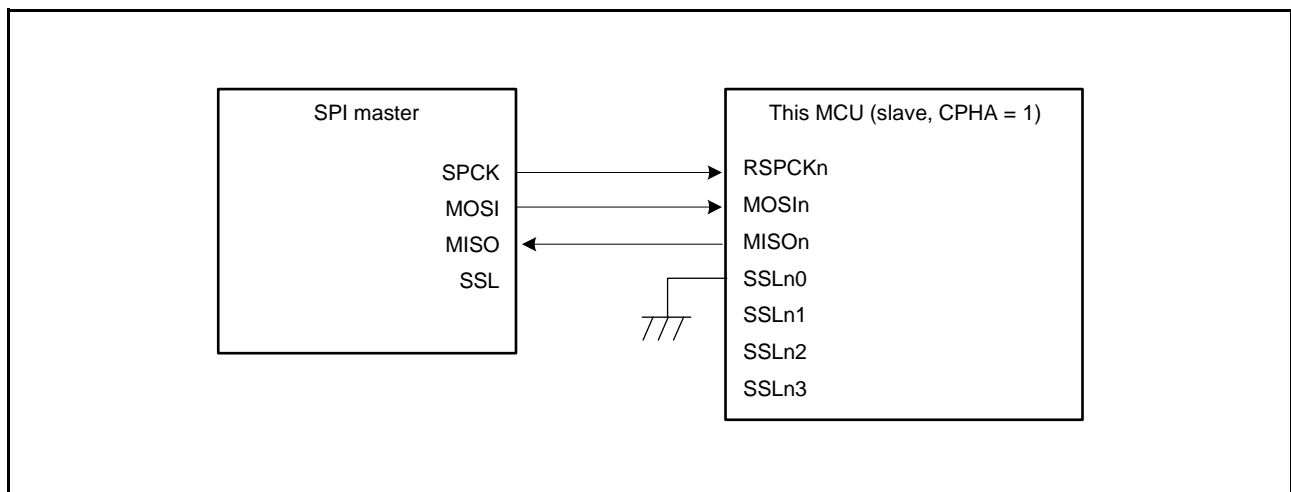 SPI master
SPCK
MOSI
MISO
SSL
This MCU (slave, CPHA = 1)
RSPCKn
MOSIn
MISOn
SSLn0
SSLn1
SSLn2
SSLn3